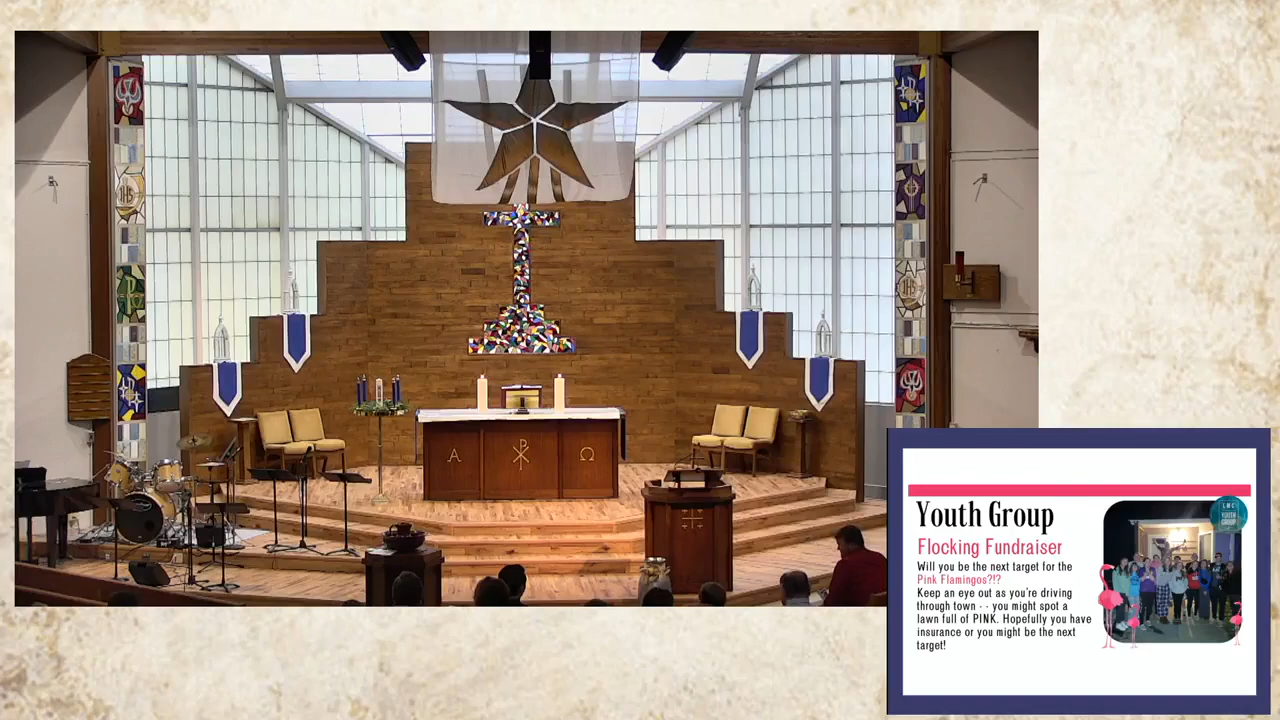 A
Ω
L M C
YOUTH
GROUP
Youth Group
Flocking Fundraiser
Will you be the next target for the
Pink Flamingos?!?
Keep an eye out as you're driving
through town - - you might spot a
lawn full of PINK. Hopefully you have
insurance or you might be the next
target!